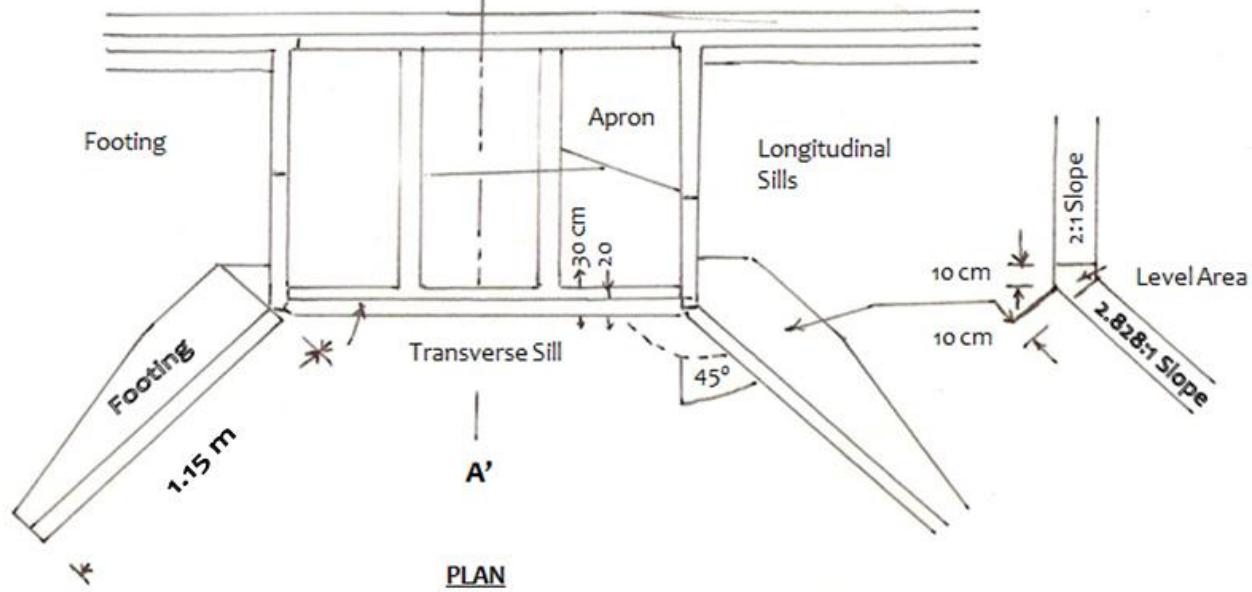 Footing
Apron
Longitudinal
Sills
30 cm
20
2:1 Slope
10 cm
Level Area
10 cm
2.828:1 Slope
Transverse Sill
45°
Footing
1.15 m
A'
PLAN